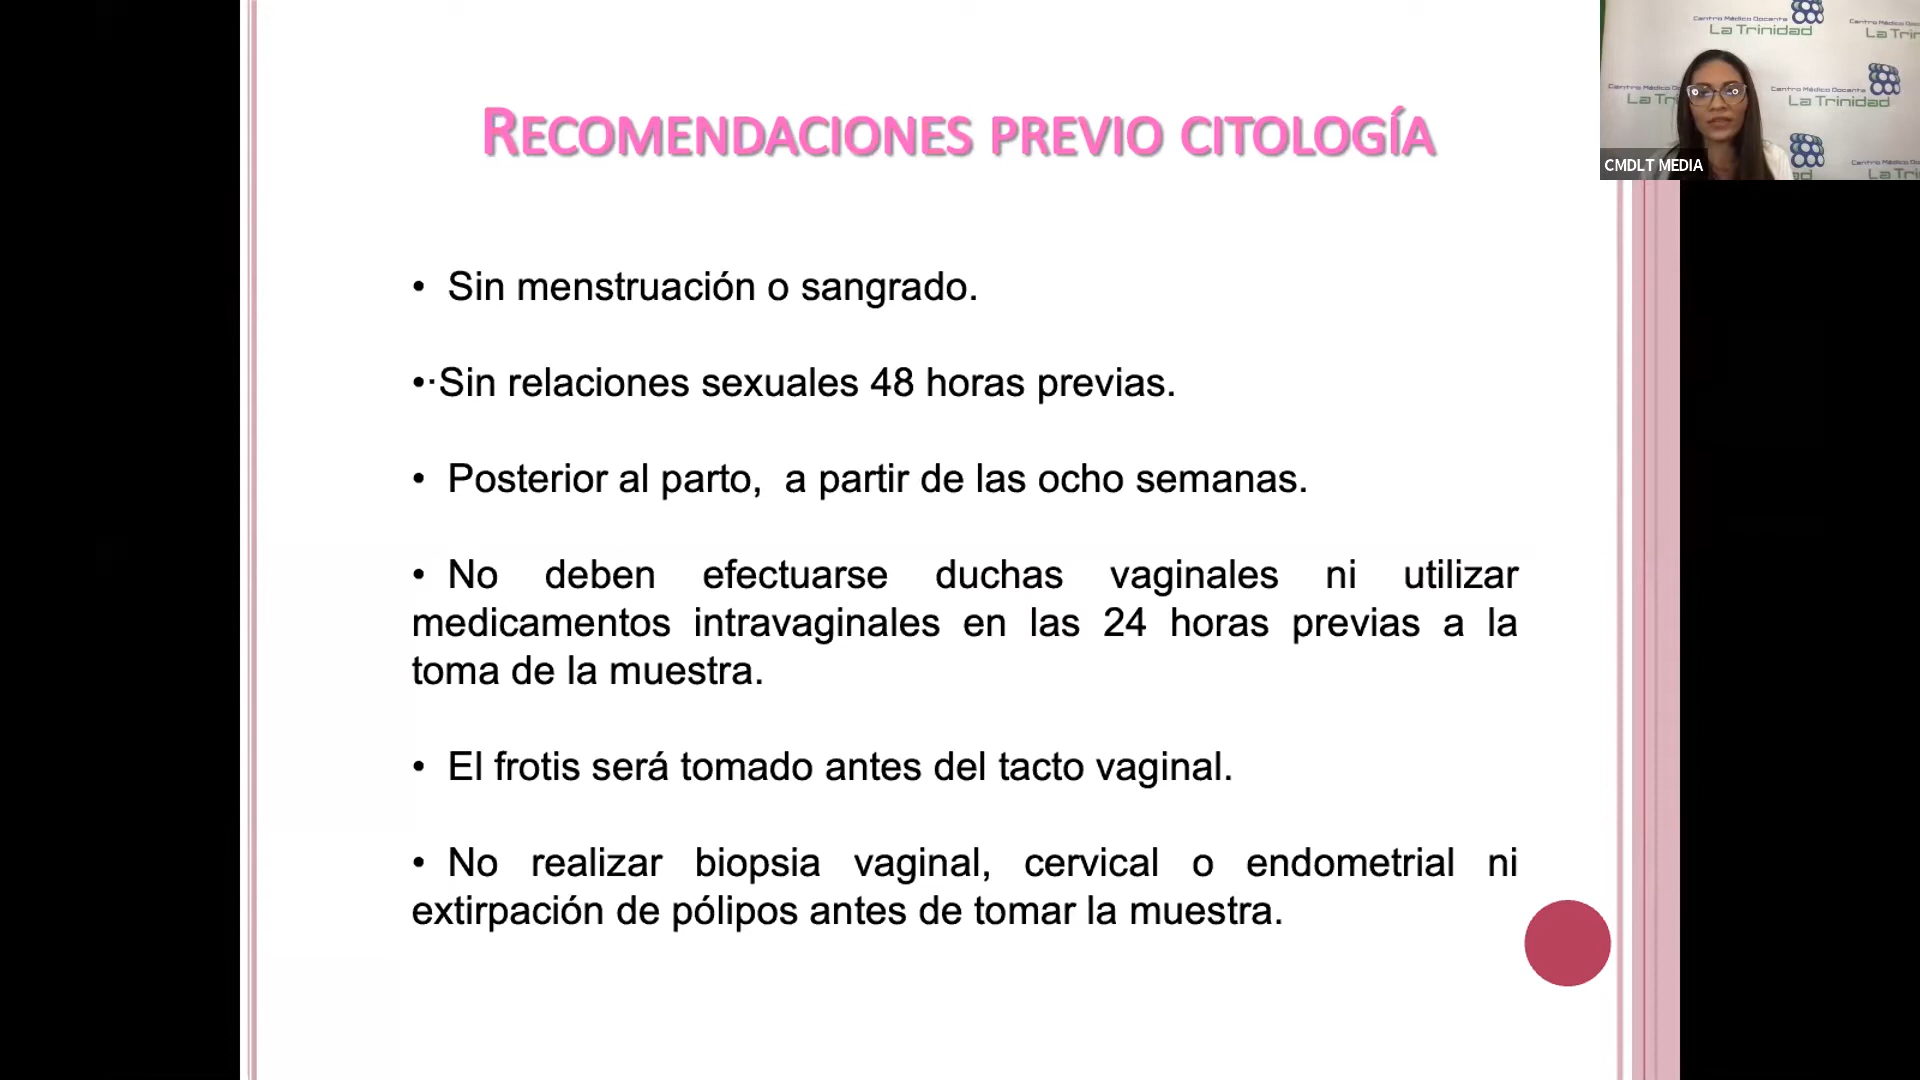 RECOMENDACIONES PREVIO CITOLOGÍA
• Sin menstruación o sangrado.
•·Sin relaciones sexuales 48 horas previas.
• Posterior al parto, a partir de las ocho semanas.
• No deben efectuarse duchas vaginales ni utilizar
medicamentos intravaginales en las 24 horas previas a la
toma de la muestra.
• El frotis será tomado antes del tacto vaginal.
• No realizar biopsia vaginal, cervical o endometrial ni
extirpación de pólipos antes de tomar la muestra.
Centro Médico Docente
La Trinidad
Centro Médico Docente
La Trinidad
CMDLT MEDIA